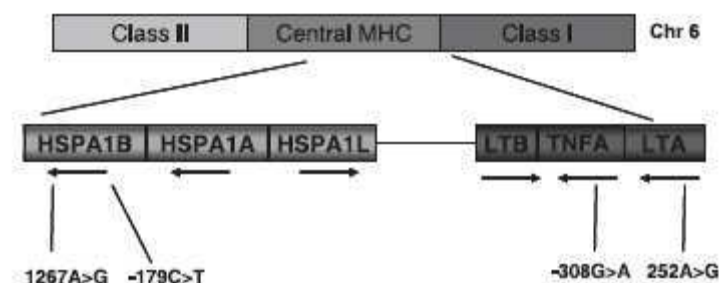 Class II Central MHC Class I Chr 6
HSPA1B HSPA1A HSPA1L LTB TNFA LTA
1267A>G -179C>T -308G>A 252A>G